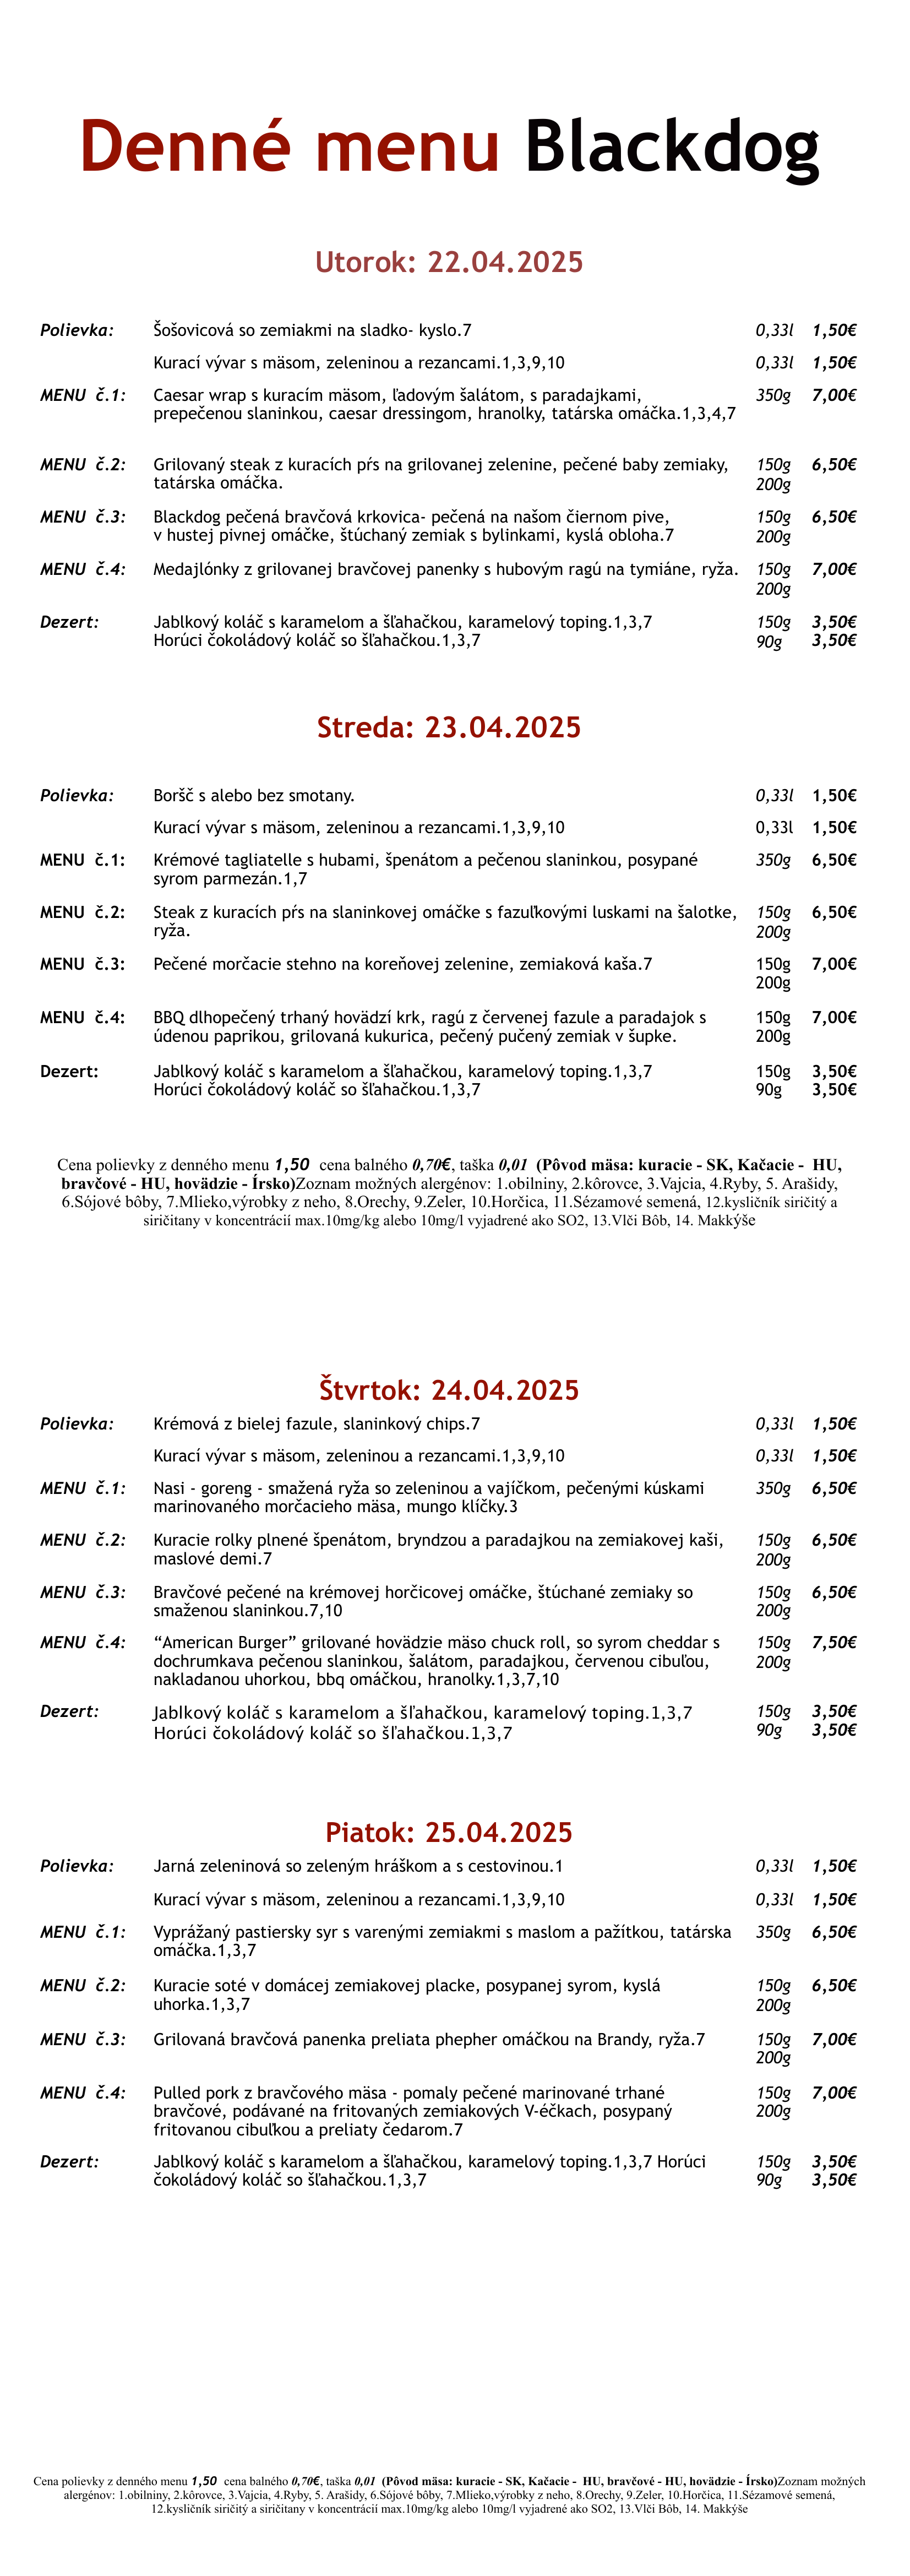 Denné menu Blackdog
Utorok: 22.04.2025
Polievka: Šošovicová so zemiakmi na sladko- kyslo.7 0,33l 1,50€
Kurací vývar s mäsom, zeleninou a rezancami.1,3,9,10 0,33l 1,50€
MENU č.1: Caesar wrap s kuracím mäsom, ľadovým šalátom, s paradajkami, 350g 7,00€
prepečenou slaninkou, caesar dressingom, hranolky, tatárska omáčka.1,3,4,7
MENU č.2: Grilovaný steak z kuracích pŕs na grilovanej zelenine, pečené baby zemiaky, 150g 6,50€
tatárska omáčka. 200g
MENU č.3: Blackdog pečená bravčová krkovica- pečená na našom čiernom pive, 150g 6,50€
v hustej pivnej omáčke, štúchaný zemiak s bylinkami, kyslá obloha.7 200g
MENU č.4: Medajlónky z grilovanej bravčovej panenky s hubovým ragú na tymiáne, ryža. 150g 7,00€
200g
Dezert: Jablkový koláč s karamelom a šľahačkou, karamelový toping.1,3,7 150g 3,50€
Horúci čokoládový koláč so šľahačkou.1,3,7 90g 3,50€
Streda: 23.04.2025
Polievka: Boršč s alebo bez smotany. 0,33l 1,50€
Kurací vývar s mäsom, zeleninou a rezancami.1,3,9,10 0,33l 1,50€
MENU č.1: Krémové tagliatelle s hubami, špenátom a pečenou slaninkou, posypané 350g 6,50€
syrom parmezán.1,7
MENU č.2: Steak z kuracích pŕs na slaninkovej omáčke s fazuľkovými luskami na šalotke, 150g 6,50€
ryža. 200g
MENU č.3: Pečené morčacie stehno na koreňovej zelenine, zemiaková kaša.7 150g 7,00€
200g
MENU č.4: BBQ dlhopečený trhaný hovädzí krk, ragú z červenej fazule a paradajok s 150g 7,00€
údenou paprikou, grilovaná kukurica, pečený pučený zemiak v šupke. 200g
Dezert: Jablkový koláč s karamelom a šľahačkou, karamelový toping.1,3,7 150g 3,50€
Horúci čokoládový koláč so šľahačkou.1,3,7 90g 3,50€
Cena polievky z denného menu 1,50 cena balného 0,70€, taška 0,01 (Pôvod mäsa: kuracie - SK, Kačacie - HU,
bravčové - HU, hovädzie - Írsko)Zoznam možných alergénov: 1.obilniny, 2.kôrovce, 3.Vajcia, 4.Ryby, 5. Arašidy,
6.Sójové bôby, 7.Mlieko,výrobky z neho, 8.Orechy, 9.Zeler, 10.Horčica, 11.Sézamové semená, 12.kysličník siričitý a
siričitany v koncentrácií max.10mg/kg alebo 10mg/l vyjadrené ako SO2, 13.Vlči Bôb, 14. Makkýše
Štvrtok: 24.04.2025
Polievka: Krémová z bielej fazule, slaninkový chips.7 0,33l 1,50€
Kurací vývar s mäsom, zeleninou a rezancami.1,3,9,10 0,33l 1,50€
MENU č.1: Nasi - goreng - smažená ryža so zeleninou a vajíčkom, pečenými kúskami 350g 6,50€
marinovaného morčacieho mäsa, mungo klíčky.3
MENU č.2: Kuracie rolky plnené špenátom, bryndzou a paradajkou na zemiakovej kaši, 150g 6,50€
maslové demi.7 200g
MENU č.3: Bravčové pečené na krémovej horčicovej omáčke, štúchané zemiaky so 150g 6,50€
smaženou slaninkou.7,10 200g
MENU č.4: “American Burger” grilované hovädzie mäso chuck roll, so syrom cheddar s 150g 7,50€
dochrumkava pečenou slaninkou, šalátom, paradajkou, červenou cibuľou, 200g
nakladanou uhorkou, bbq omáčkou, hranolky.1,3,7,10
Dezert: Jablkový koláč s karamelom a šľahačkou, karamelový toping.1,3,7 150g 3,50€
Horúci čokoládový koláč so šľahačkou.1,3,7 90g 3,50€
Piatok: 25.04.2025
Polievka: Jarná zeleninová so zeleným hráškom a s cestovinou.1 0,33l 1,50€
Kurací vývar s mäsom, zeleninou a rezancami.1,3,9,10 0,33l 1,50€
MENU č.1: Vyprážaný pastiersky syr s varenými zemiakmi s maslom a pažítkou, tatárska 350g 6,50€
omáčka.1,3,7
MENU č.2: Kuracie soté v domácej zemiakovej placke, posypanej syrom, kyslá 150g 6,50€
uhorka.1,3,7 200g
MENU č.3: Grilovaná bravčová panenka preliata phepher omáčkou na Brandy, ryža.7 150g 7,00€
200g
MENU č.4: Pulled pork z bravčového mäsa - pomaly pečené marinované trhané 150g 7,00€
bravčové, podávané na fritovaných zemiakových V-éčkach, posypaný 200g
fritovanou cibuľkou a preliaty čedarom.7
Dezert: Jablkový koláč s karamelom a šľahačkou, karamelový toping.1,3,7 Horúci 150g 3,50€
čokoládový koláč so šľahačkou.1,3,7 90g 3,50€
Cena polievky z denného menu 1,50 cena balného 0,70€, taška 0,01 (Pôvod mäsa: kuracie - SK, Kačacie - HU, bravčové - HU, hovädzie - Írsko)Zoznam možných
alergénov: 1.obilniny, 2.kôrovce, 3.Vajcia, 4.Ryby, 5. Arašidy, 6.Sójové bôby, 7.Mlieko,výrobky z neho, 8.Orechy, 9.Zeler, 10.Horčica, 11.Sézamové semená,
12.kysličník siričitý a siričitany v koncentrácií max.10mg/kg alebo 10mg/l vyjadrené ako SO2, 13.Vlči Bôb, 14. Makkýše